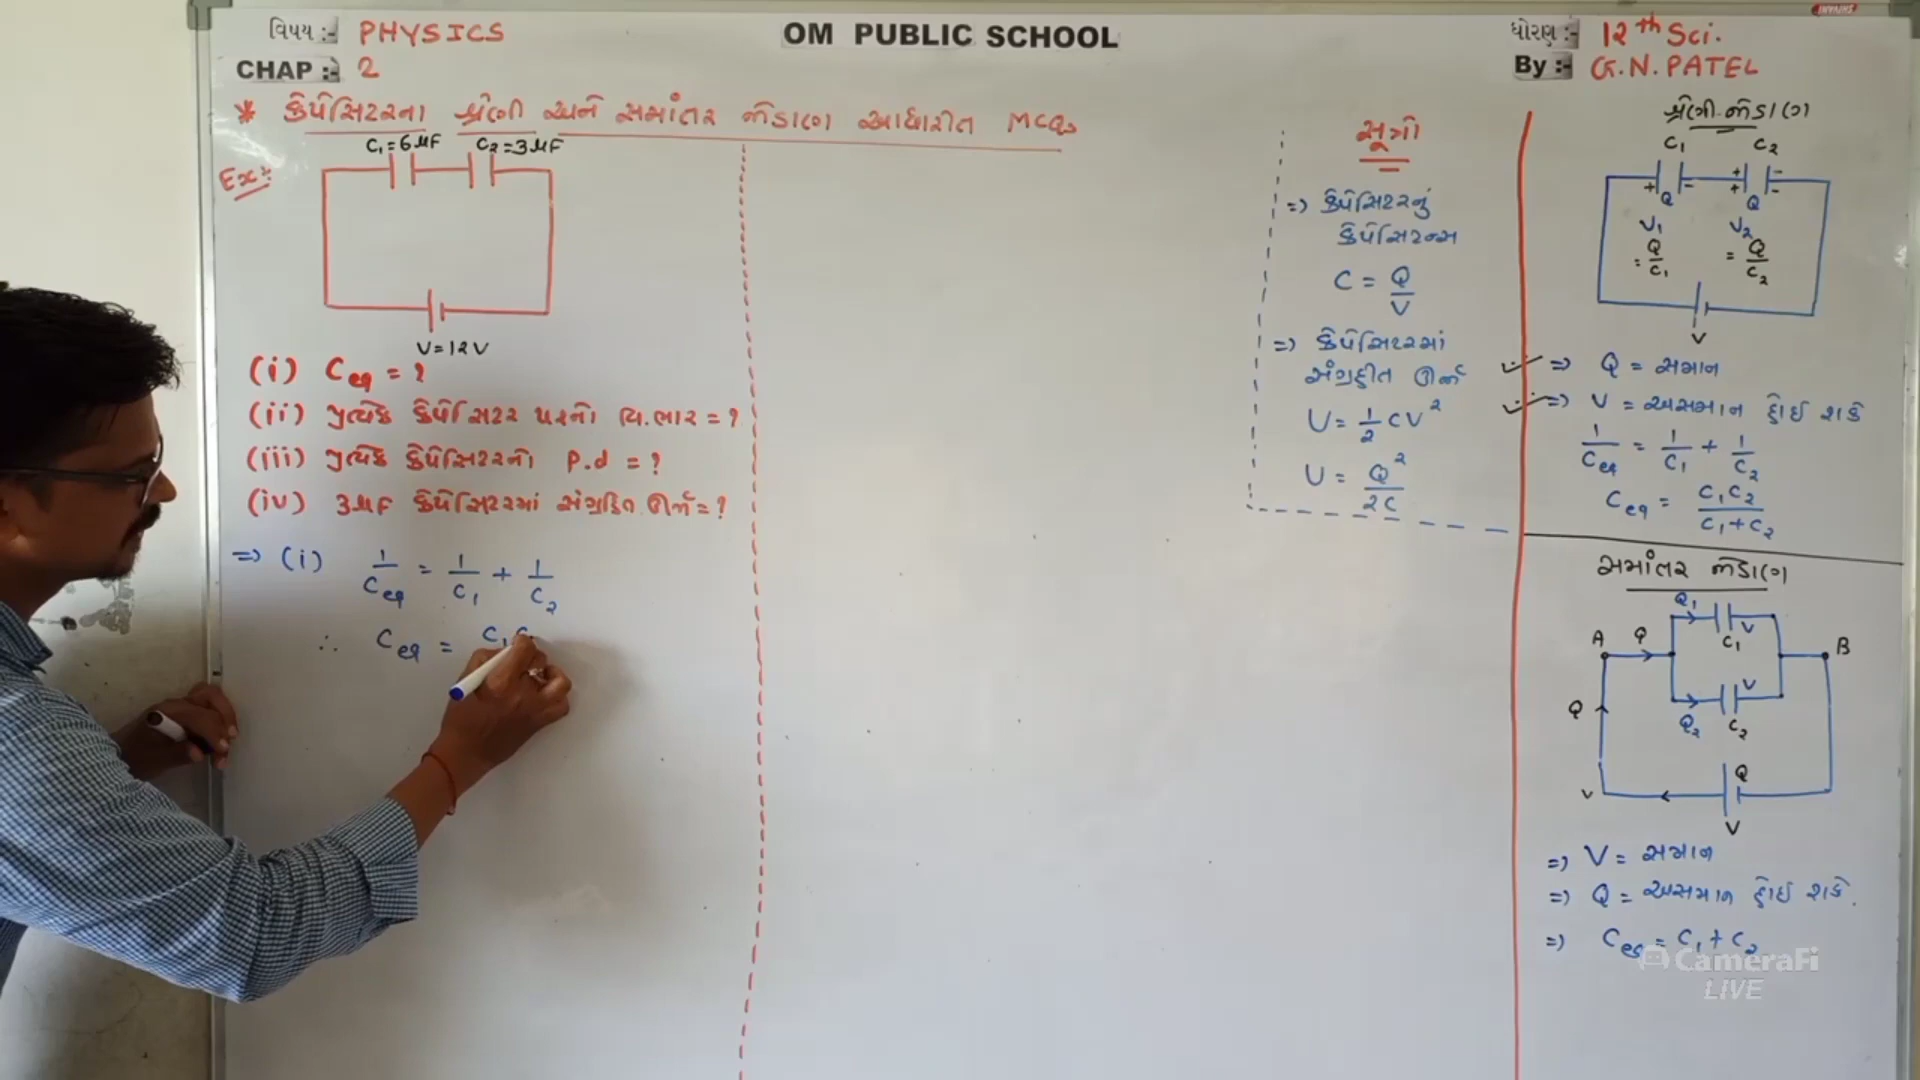 વિષય :- PHYSICS
OM PUBLIC SCHOOL
ધોરણ :- 12th Sci.
CHAP :- 2
By :- G.N. PATEL
* કેપેસિટરના શ્રેણી અને સમાંતર જોડાણ આધારીત MCQs
Ex:-
C₁=6μF C₂=3μF
V=12V
(i) Ceq = ?
(ii) પ્રત્યેક કેપેસિટર પરનો વિ.ભાર = ?
(iii) પ્રત્યેક કેપેસિટરનો P.d = ?
(iv) 3μF કેપેસિટરમાં સંગ્રહિત ઊર્જા = ?
=> (i) 1/Ceq = 1/C₁ + 1/C₂
∴ Ceq = C₁C₂
સૂત્રો
=> કેપેસિટરનું
કેપેસિટન્સ
C = Q/V
=> કેપેસિટરમાં
સંગ્રહીત ઊર્જા
U = 1/2 CV²
U = Q²/2C
શ્રેણી-જોડાણ
C₁ C₂
+ - + -
+ Q - + Q -
V₁ V₂
= Q/C₁ = Q/C₂
V
=> Q = સમાન
=> V = અસમાન હોઈ શકે
1/Ceq = 1/C₁ + 1/C₂
Ceq = C₁C₂/C₁+C₂
સમાંતર જોડાણ
Q₁ V
C₁
A Q B
V
Q Q₂ C₂
Q
V
V
=> V = સમાન
=> Q = અસમાન હોઈ શકે.
=> Ceq = C₁ + C₂
CameraFi
LIVE